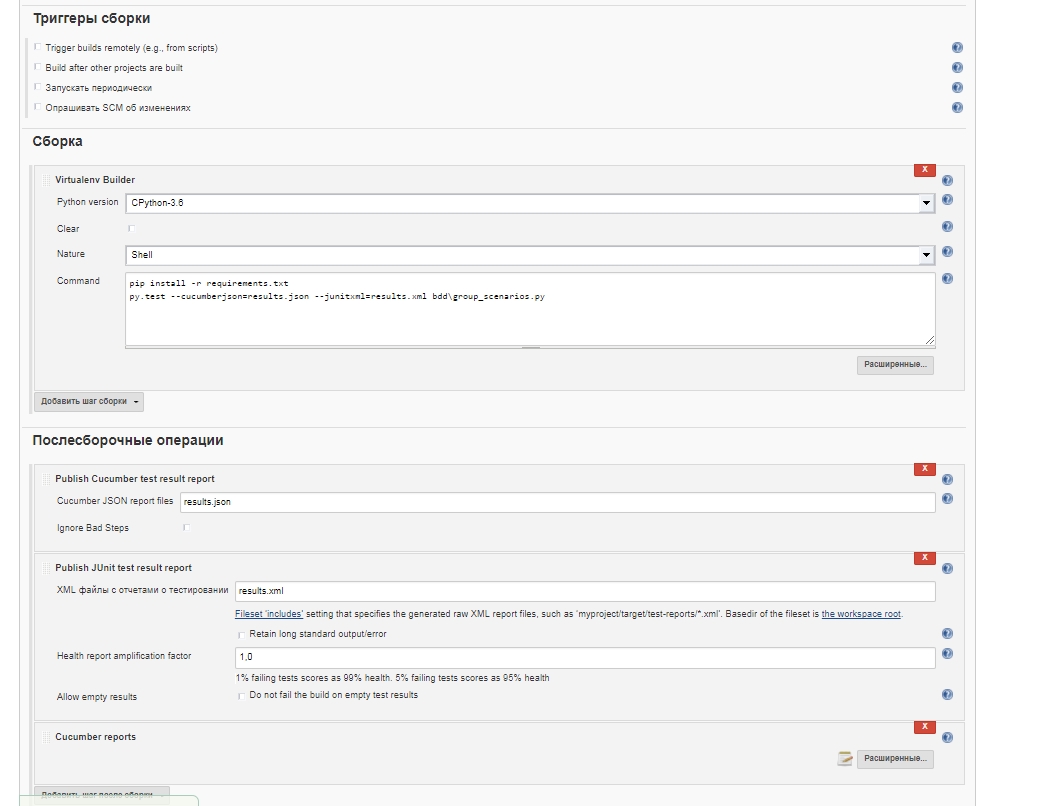 Триггеры сборки
Trigger builds remotely (e.g., from scripts)
Build after other projects are built
Запускать периодически
Опрашивать SCM об изменениях
Сборка
X
Virtualenv Builder
Python version CPython-3.6
Clear
Nature Shell
Command pip install -r requirements.txt
py.test --cucumberjson=results.json --junitxml=results.xml bdd\group_scenarios.py
Расширенные...
Добавить шаг сборки
Послесборочные операции
X
Publish Cucumber test result report
Cucumber JSON report files results.json
Ignore Bad Steps
X
Publish JUnit test result report
XML файлы с отчетами о тестировании results.xml
Fileset 'includes' setting that specifies the generated raw XML report files, such as 'myproject/target/test-reports/*.xml'. Basedir of the fileset is the workspace root.
Retain long standard output/error
Health report amplification factor 1,0
1% failing tests scores as 99% health. 5% failing tests scores as 95% health
Allow empty results Do not fail the build on empty test results
X
Cucumber reports
Расширенные...
Добавить шаг после сборки